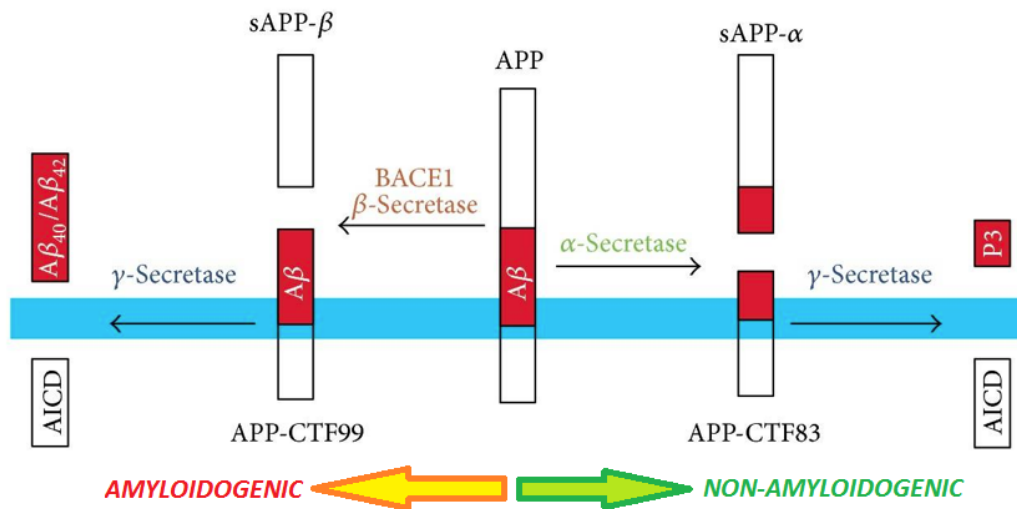 sAPP-β
APP
sAPP-α
BACE1
β-Secretase
α-Secretase
Aβ₄₀/Aβ₄₂
Aβ
Aβ
P3
γ-Secretase
γ-Secretase
AICD
AICD
APP-CTF99
APP-CTF83
AMYLOIDOGENIC
NON-AMYLOIDOGENIC